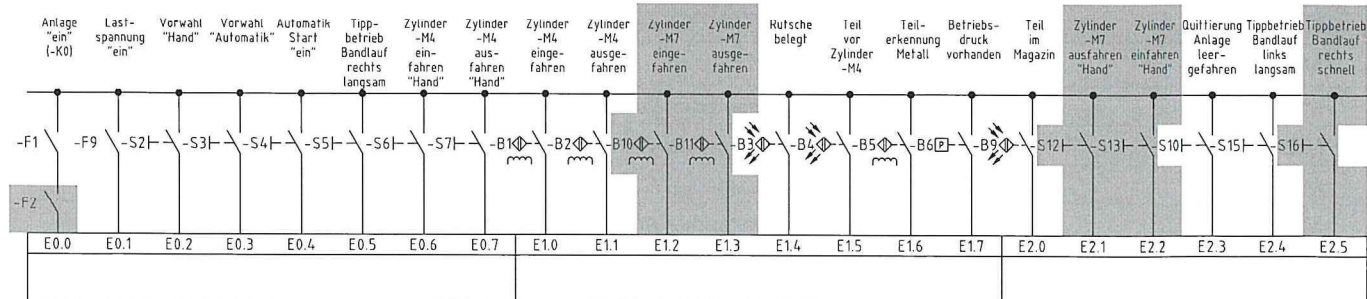 Anlage
"ein"
(-K0)
Last-
spannung
"ein"
Vorwahl
"Hand"
Vorwahl
"Automatik"
Automatik
Start
"ein"
Tipp-
betrieb
Bandlauf
rechts
langsam
Zylinder
-M4
ein-
fahren
"Hand"
Zylinder
-M4
aus-
fahren
"Hand"
Zylinder
-M4
einge-
fahren
Zylinder
-M4
ausge-
fahren
Zylinder
-M7
einge-
fahren
Zylinder
-M7
ausge-
fahren
Rutsche
belegt
Teil
vor
Zylinder
-M4
Teil-
erkennung
Metall
Betriebs-
druck
vorhanden
Teil
im
Magazin
Zylinder
-M7
ausfahren
"Hand"
Zylinder
-M7
einfahren
"Hand"
Quittierung
Anlage
leer-
gefahren
Tippbetrieb
Bandlauf
links
langsam
Tippbetrieb
Bandlauf
rechts
schnell
-F1 -F9 -S2 -S3 -S4 -S5 -S6 -S7 -B1 -B2 -B10 -B11 -B3 -B4 -B5 -B6 P -B9 -S12 -S13 -S10 -S15 -S16
-F2
E0.0 E0.1 E0.2 E0.3 E0.4 E0.5 E0.6 E0.7 E1.0 E1.1 E1.2 E1.3 E1.4 E1.5 E1.6 E1.7 E2.0 E2.1 E2.2 E2.3 E2.4 E2.5